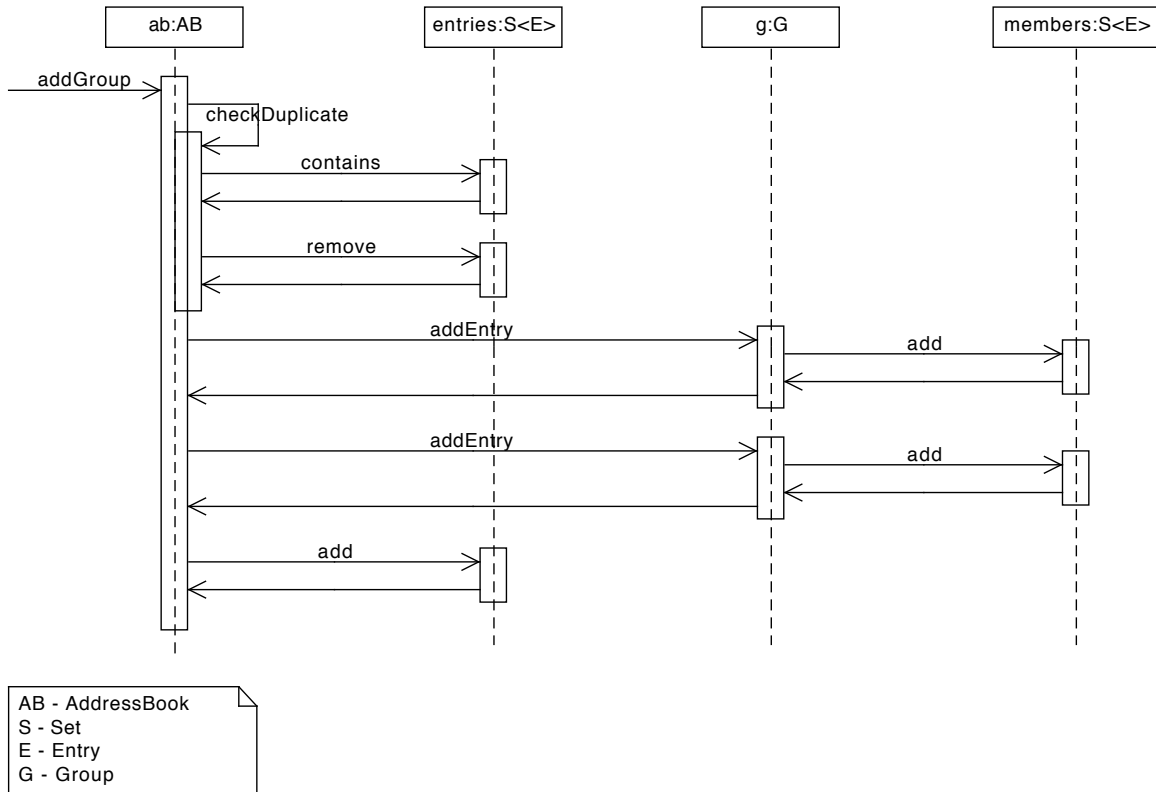 ab:AB
entries:S<E>
g:G
members:S<E>
addGroup
checkDuplicate
contains
remove
addEntry
add
addEntry
add
add
AB - AddressBook
S - Set
E - Entry
G - Group